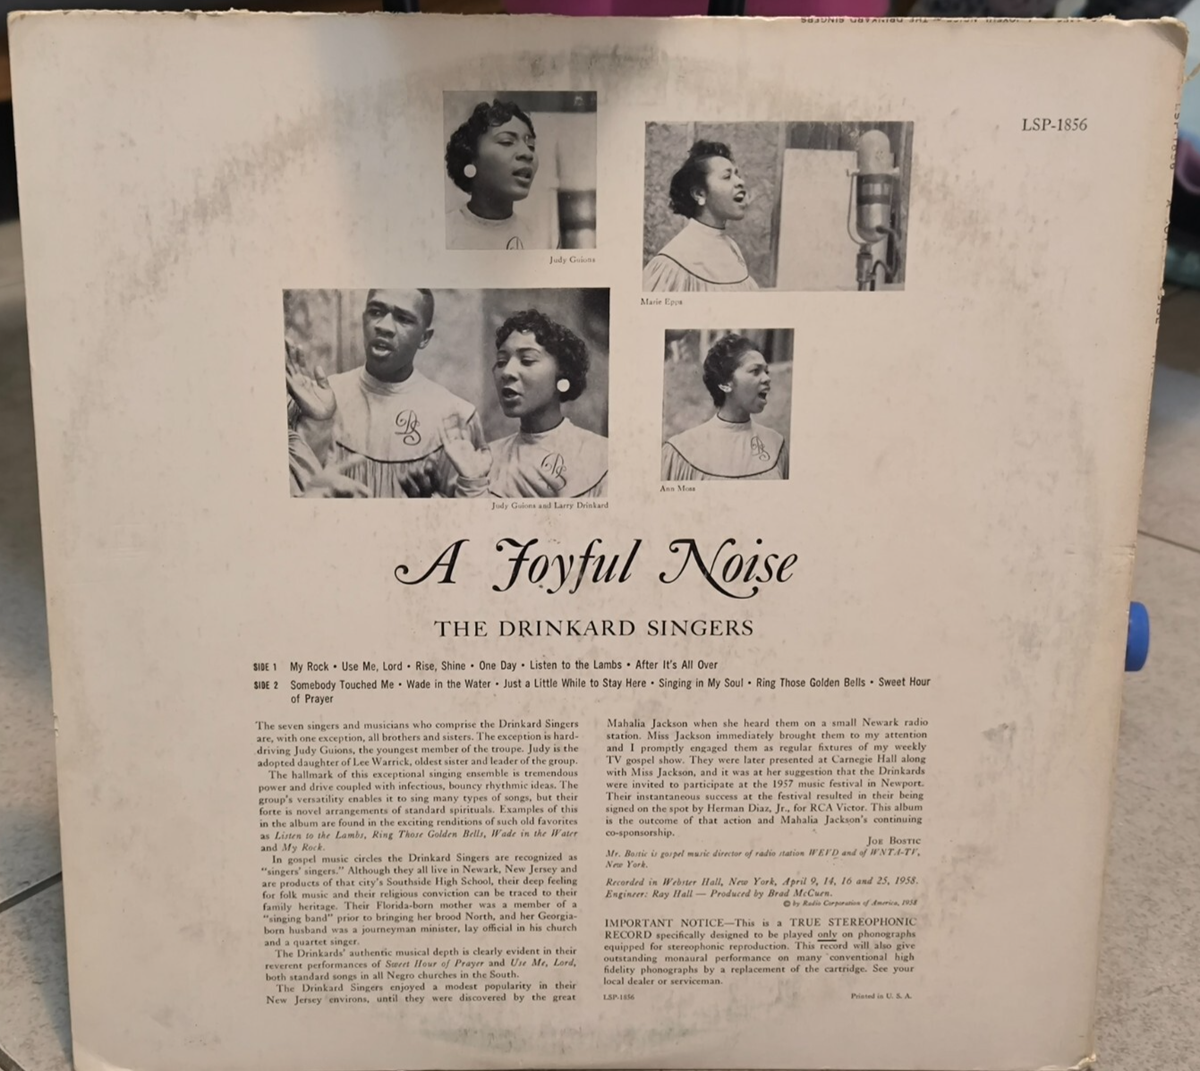 LSP-1856
Judy Guions
Marie Epps
Judy Guions and Larry Drinkard
Ann Moss
A Joyful Noise
THE DRINKARD SINGERS
SIDE 1 My Rock • Use Me, Lord • Rise, Shine • One Day • Listen to the Lambs • After It's All Over
SIDE 2 Somebody Touched Me • Wade in the Water • Just a Little While to Stay Here • Singing in My Soul • Ring Those Golden Bells • Sweet Hour
of Prayer
The seven singers and musicians who comprise the Drinkard Singers
are, with one exception, all brothers and sisters. The exception is hard-
driving Judy Guions, the youngest member of the troupe. Judy is the
adopted daughter of Lee Warrick, oldest sister and leader of the group.
The hallmark of this exceptional singing ensemble is tremendous
power and drive coupled with infectious, bouncy rhythmic ideas. The
group's versatility enables it to sing many types of songs, but their
forte is novel arrangements of standard spirituals. Examples of this
in the album are found in the exciting renditions of such old favorites
as Listen to the Lambs, Ring Those Golden Bells, Wade in the Water
and My Rock.
In gospel music circles the Drinkard Singers are recognized as
"singers' singers." Although they all live in Newark, New Jersey and
are products of that city's Southside High School, their deep feeling
for folk music and their religious conviction can be traced to their
family heritage. Their Florida-born mother was a member of a
"singing band" prior to bringing her brood North, and her Georgia-
born husband was a journeyman minister, lay official in his church
and a quartet singer.
The Drinkards' authentic musical depth is clearly evident in their
reverent performances of Sweet Hour of Prayer and Use Me, Lord,
both standard songs in all Negro churches in the South.
The Drinkard Singers enjoyed a modest popularity in their
New Jersey environs, until they were discovered by the great
Mahalia Jackson when she heard them on a small Newark radio
station. Miss Jackson immediately brought them to my attention
and I promptly engaged them as regular fixtures of my weekly
TV gospel show. They were later presented at Carnegie Hall along
with Miss Jackson, and it was at her suggestion that the Drinkards
were invited to participate at the 1957 music festival in Newport.
Their instantaneous success at the festival resulted in their being
signed on the spot by Herman Diaz, Jr., for RCA Victor. This album
is the outcome of that action and Mahalia Jackson's continuing
co-sponsorship.
JOE BOSTIC
Mr. Bostic is gospel music director of radio station WEVD and of WNTA-TV,
New York.
Recorded in Webster Hall, New York, April 9, 14, 16 and 25, 1958.
Engineer: Ray Hall — Produced by Brad McCuen.
© by Radio Corporation of America, 1958
IMPORTANT NOTICE—This is a TRUE STEREOPHONIC
RECORD specifically designed to be played only on phonographs
equipped for stereophonic reproduction. This record will also give
outstanding monaural performance on many conventional high
fidelity phonographs by a replacement of the cartridge. See your
local dealer or serviceman.
LSP-1856
Printed in U. S. A.